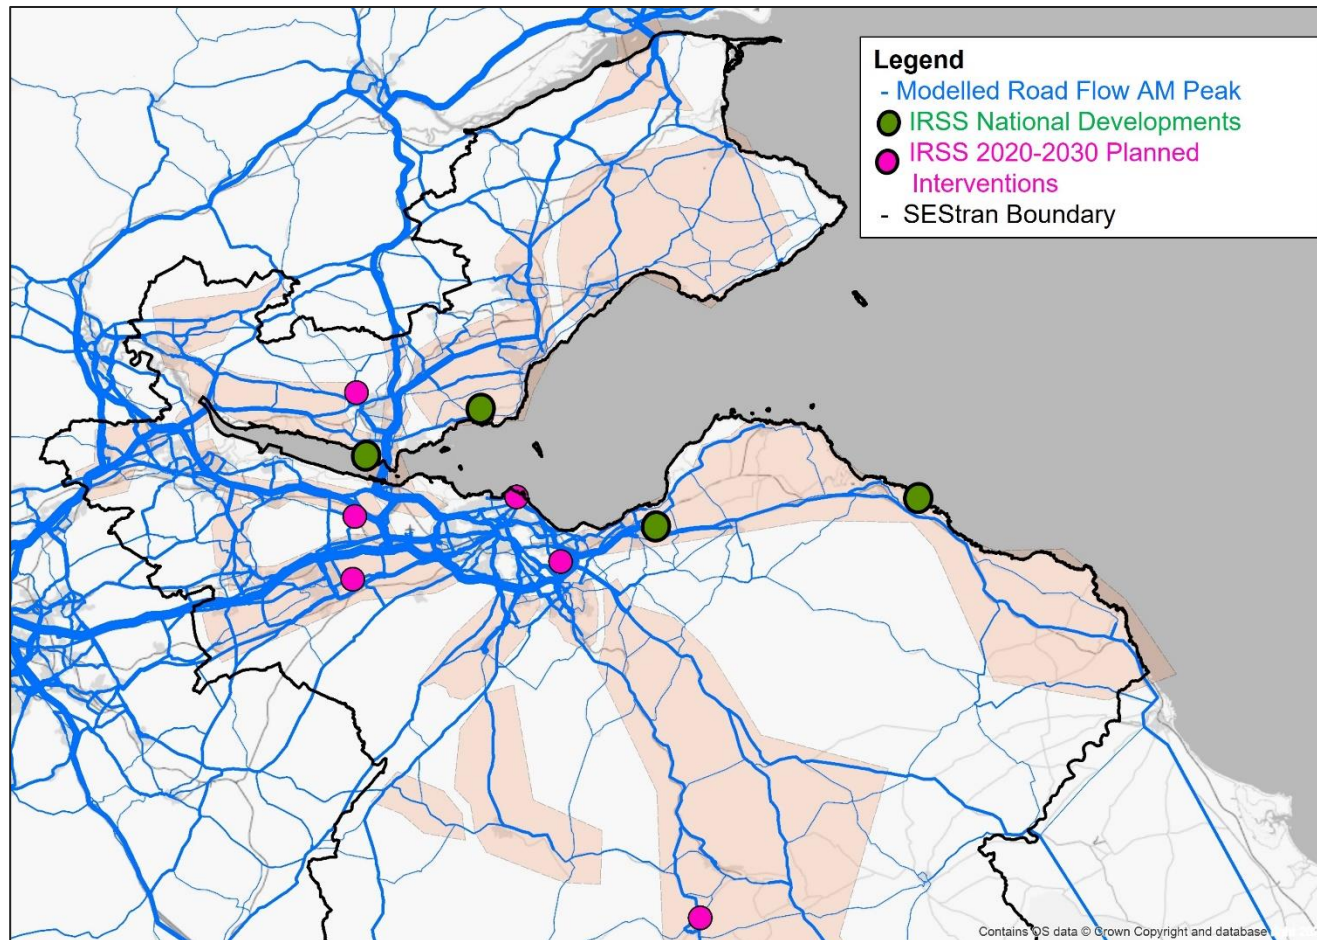 Legend
- Modelled Road Flow AM Peak
IRSS National Developments
IRSS 2020-2030 Planned
Interventions
- SEStran Boundary
Contains OS data © Crown Copyright and database